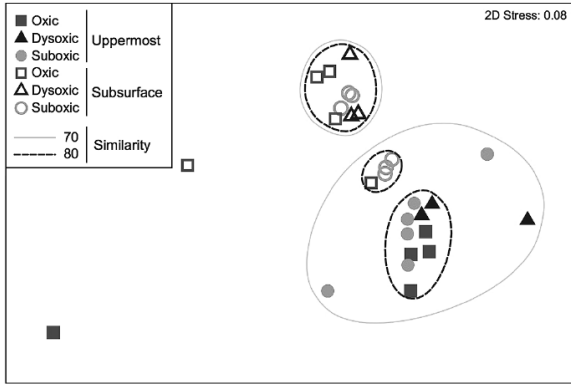 2D Stress: 0.08
Oxic
Dysoxic
Suboxic
Uppermost
Oxic
Dysoxic
Suboxic
Subsurface
70
80
Similarity